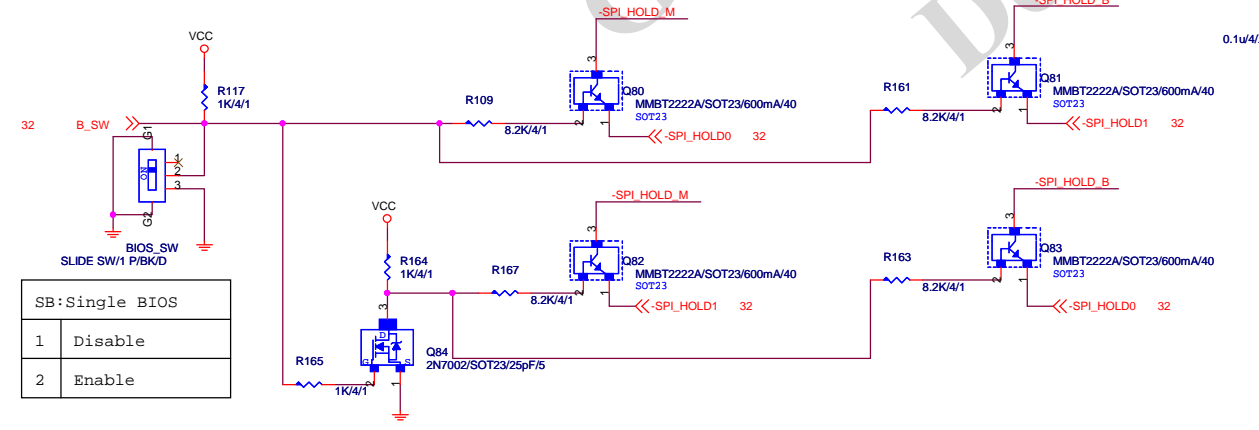 -SPI_HOLD_M
-SPI_HOLD_B
0.1u/4/
VCC
R117
1K/4/1
32
B_SW
G1
1
2
3
ON
G2
BIOS_SW
SLIDE SW/1 P/BK/D
R109
8.2K/4/1
3
Q80
MMBT2222A/SOT23/600mA/40
SOT23
2
1
-SPI_HOLD0
32
R161
8.2K/4/1
3
Q81
MMBT2222A/SOT23/600mA/40
SOT23
2
1
-SPI_HOLD1
32
VCC
R164
1K/4/1
R167
8.2K/4/1
-SPI_HOLD_M
3
Q82
MMBT2222A/SOT23/600mA/40
SOT23
2
1
-SPI_HOLD1
32
-SPI_HOLD_B
3
Q83
MMBT2222A/SOT23/600mA/40
SOT23
R163
8.2K/4/1
2
1
-SPI_HOLD0
32
3
D
G
S
Q84
2N7002/SOT23/25pF/5
R165
1K/4/1
2
1
SB:Single BIOS
1 Disable
2 Enable